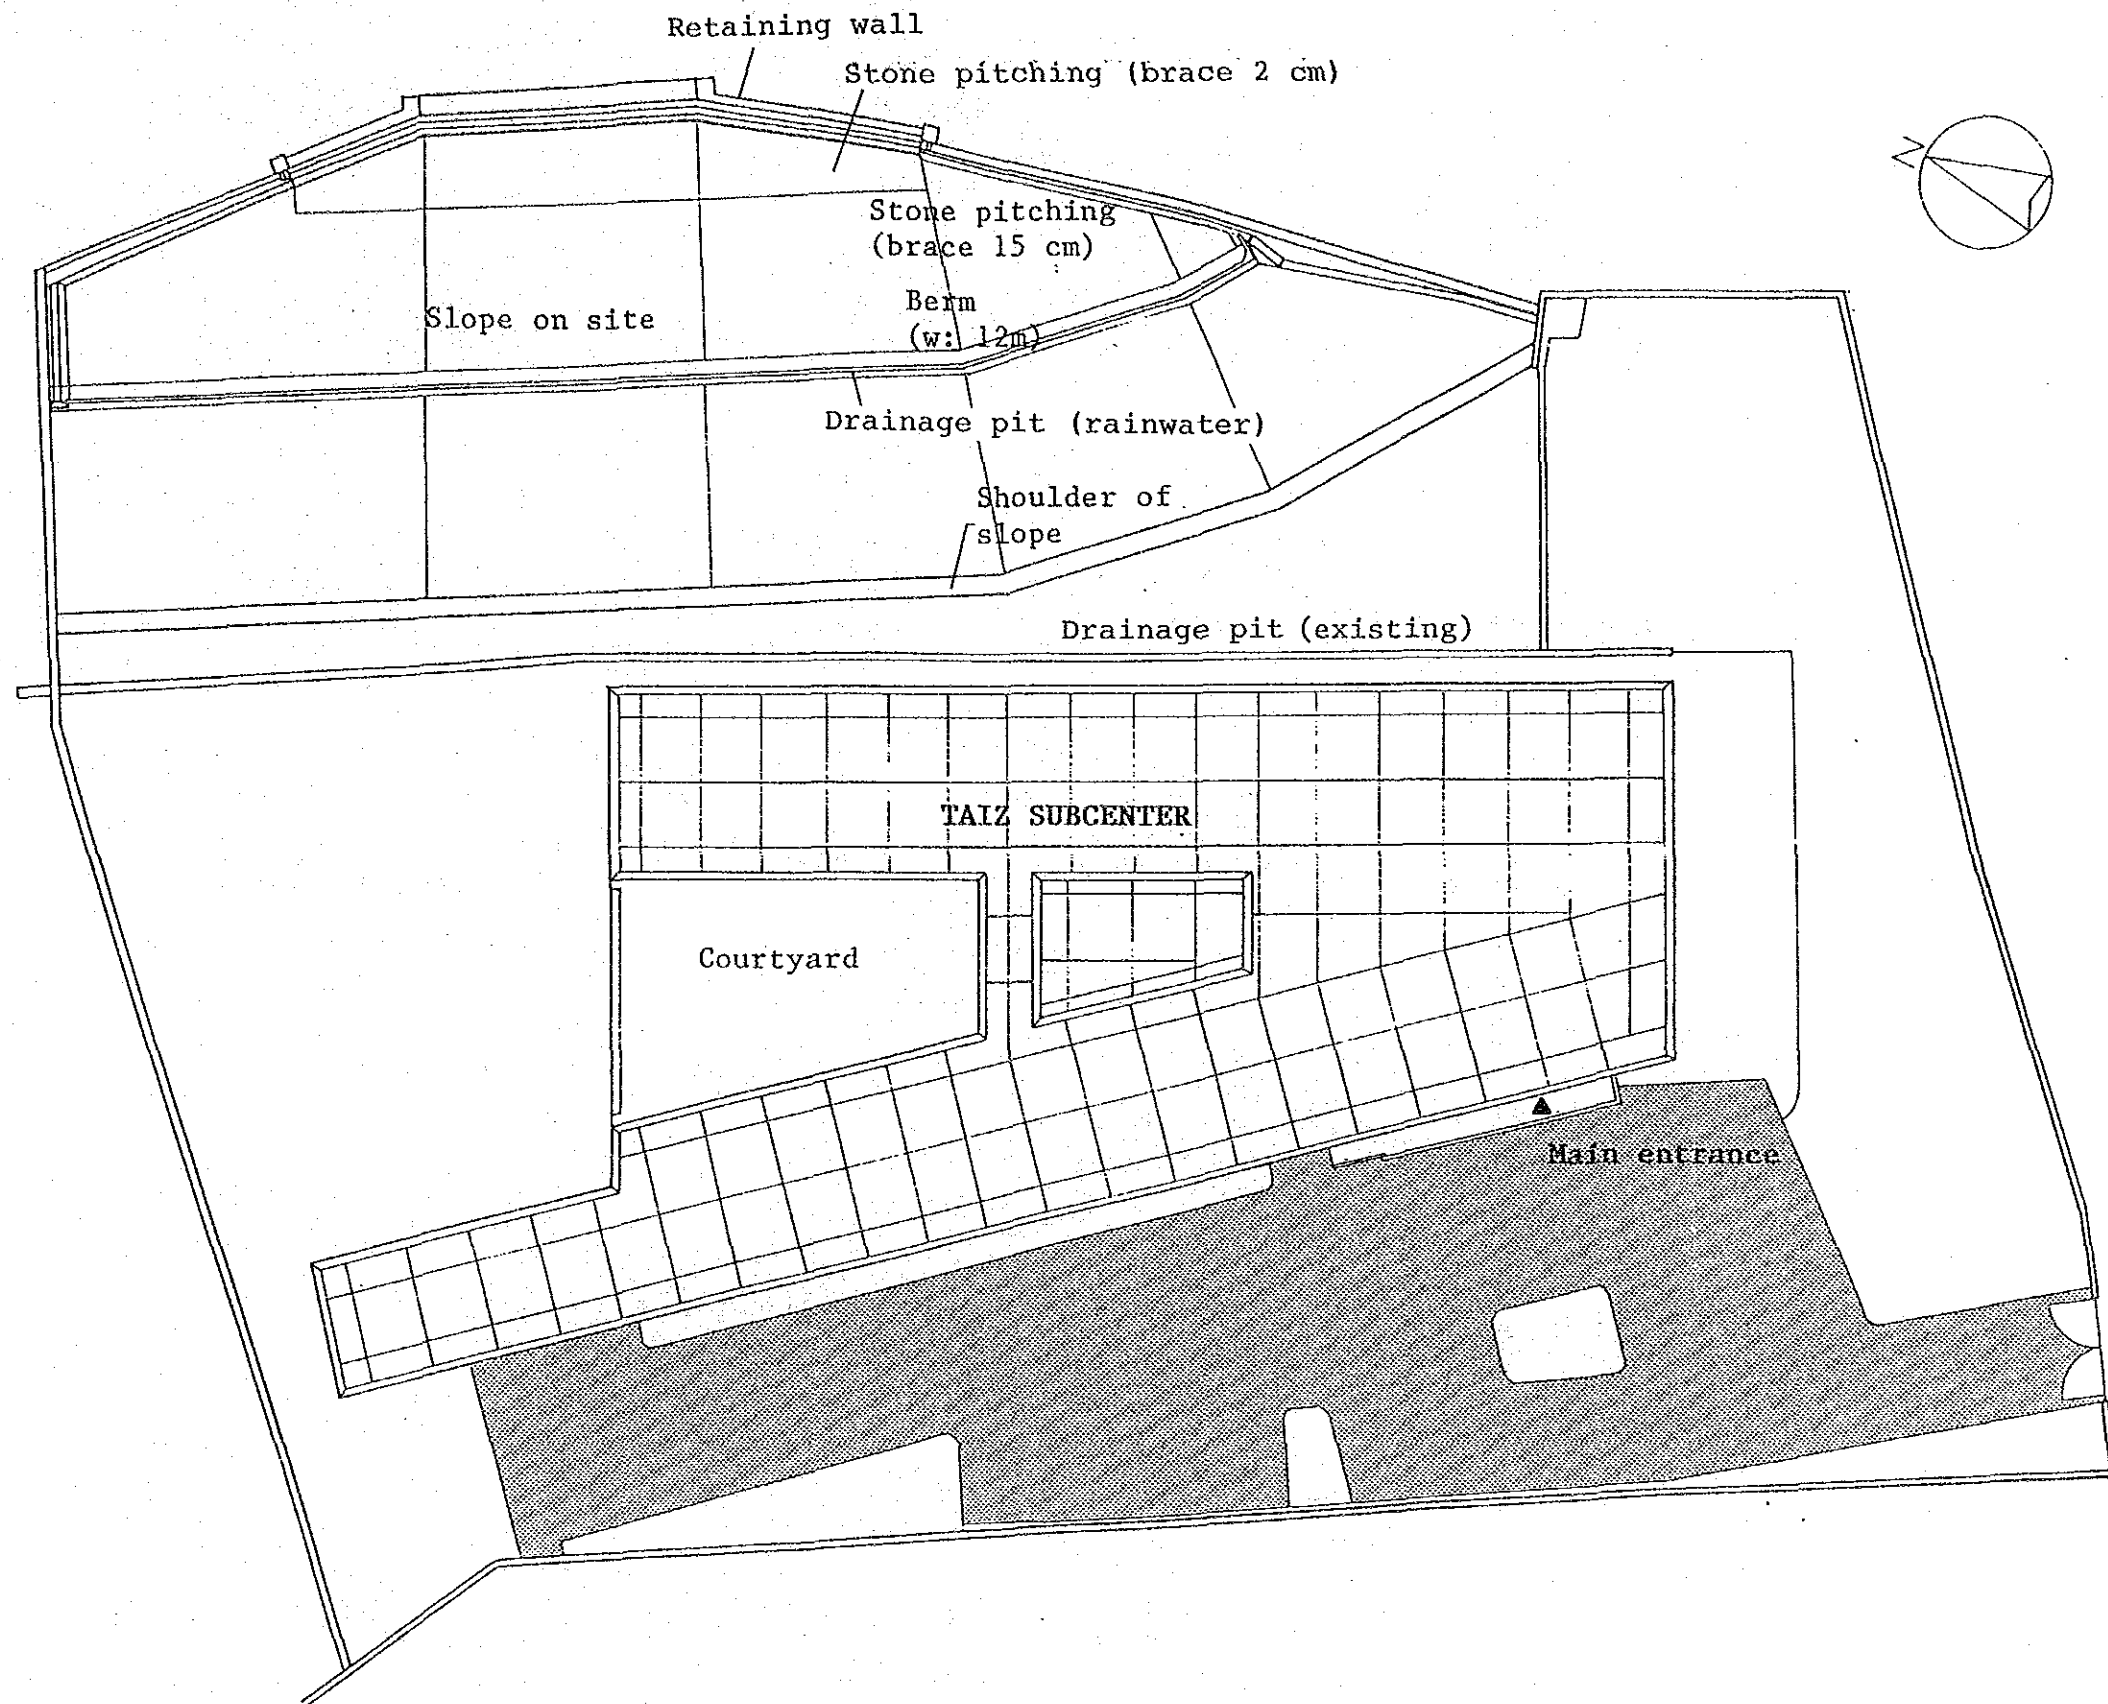 Retaining wall
Stone pitching (brace 2 cm)
N
Stone pitching
(brace 15 cm)
Berm
(w: 12m)
Slope on site
Drainage pit (rainwater)
Shoulder of
slope
Drainage pit (existing)
TAIZ SUBCENTER
Courtyard
Main entrance